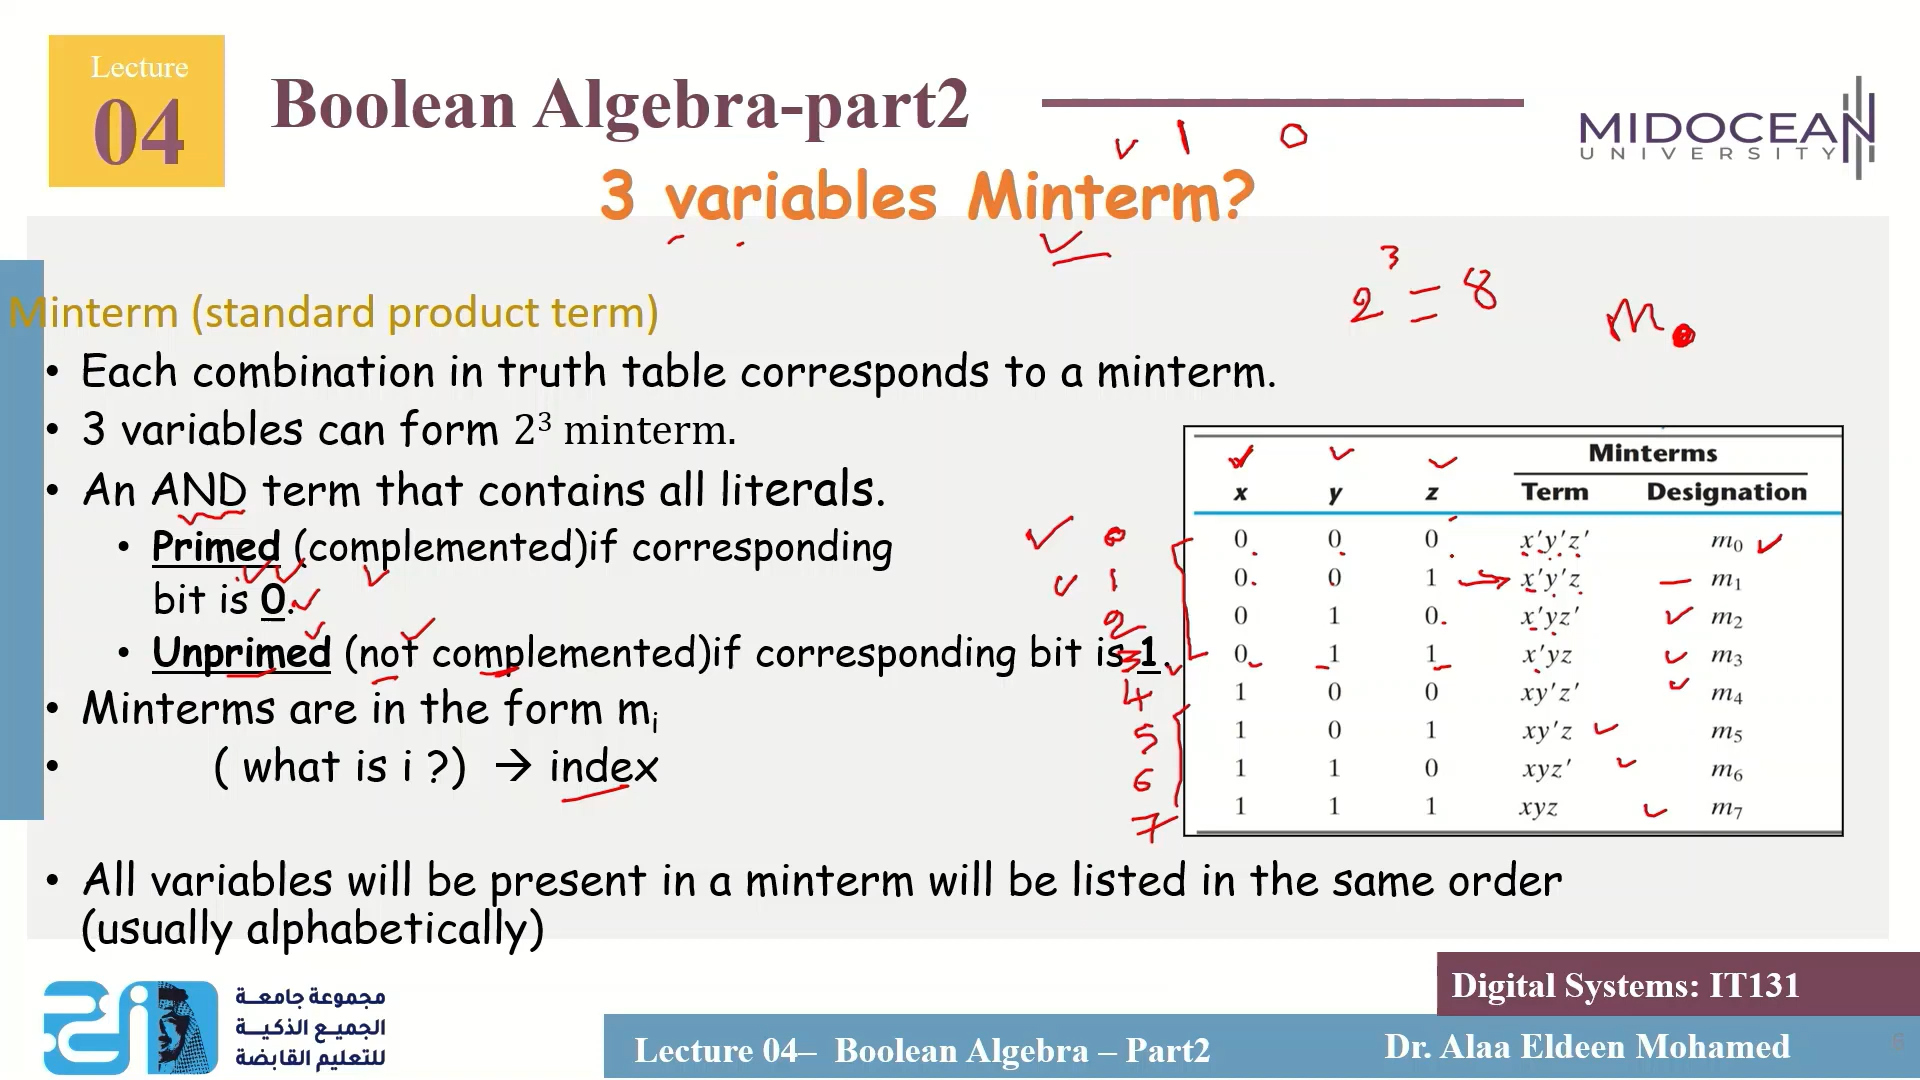 Lecture
04
Boolean Algebra-part2
MIDOCEAN
UNIVERSITY
1 0
3 variables Minterm?
2³ = 8
m
Minterm (standard product term)
• Each combination in truth table corresponds to a minterm.
• 3 variables can form 2³ minterm.
• An AND term that contains all literals.
• Primed (complemented)if corresponding
bit is 0.
• Unprimed (not complemented)if corresponding bit is 1.
• Minterms are in the form mᵢ
• ( what is i ?) → index
• All variables will be present in a minterm will be listed in the same order
(usually alphabetically)
Minterms
x y z Term Designation
0 0 0 0 x'y'z' m₀
1 0 0 1 x'y'z m₁
2 0 1 0 x'yz' m₂
3 0 1 1 x'yz m₃
4 1 0 0 xy'z' m₄
5 1 0 1 xy'z m₅
6 1 1 0 xyz' m₆
7 1 1 1 xyz m₇
مجموعة جامعة
الجميع الذكية
للتعليم القابضة
Digital Systems: IT131
Lecture 04– Boolean Algebra – Part2
Dr. Alaa Eldeen Mohamed